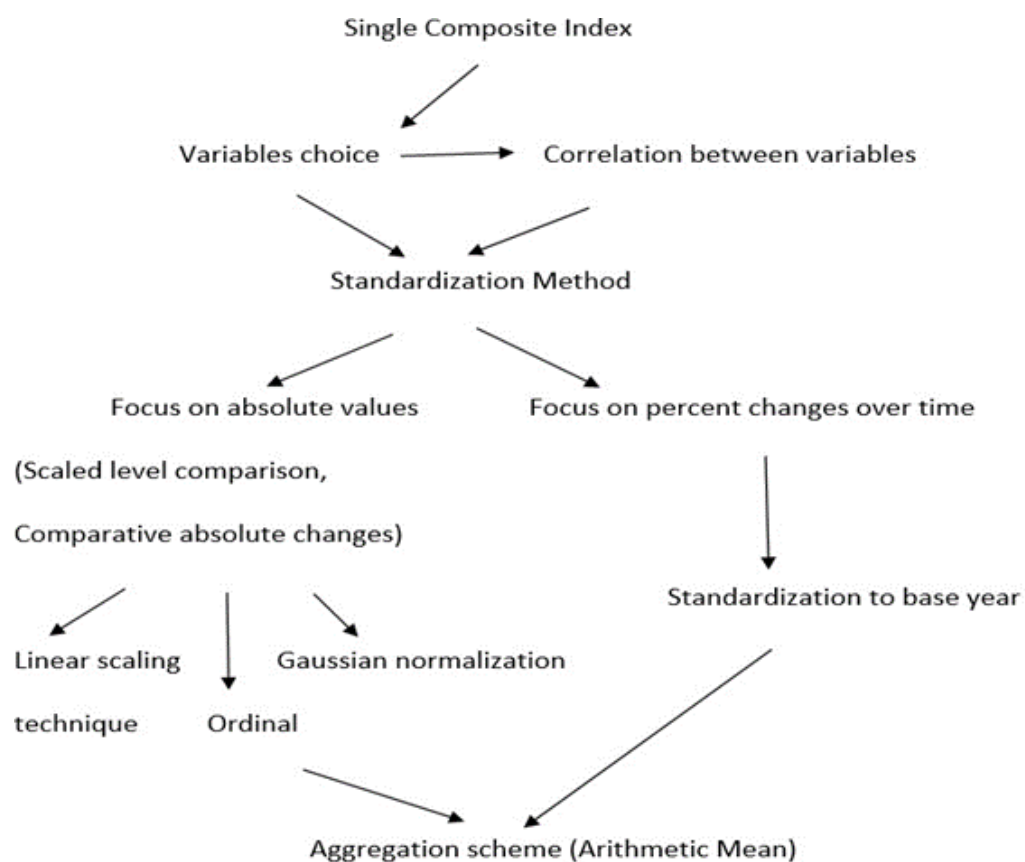 Single Composite Index
Variables choice
Correlation between variables
Standardization Method
Focus on absolute values
Focus on percent changes over time
(Scaled level comparison,
Comparative absolute changes)
Standardization to base year
Linear scaling
Gaussian normalization
technique
Ordinal
Aggregation scheme (Arithmetic Mean)